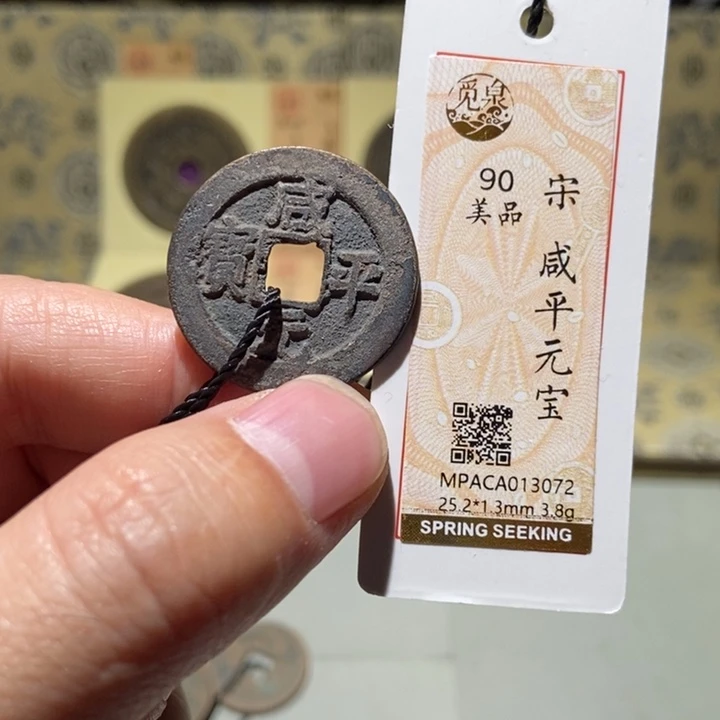 咸
平
元
寳
觅泉
90
美品
宋 咸平元宝
MPACA013072
25.2*1.3mm 3.8g
SPRING SEEKING